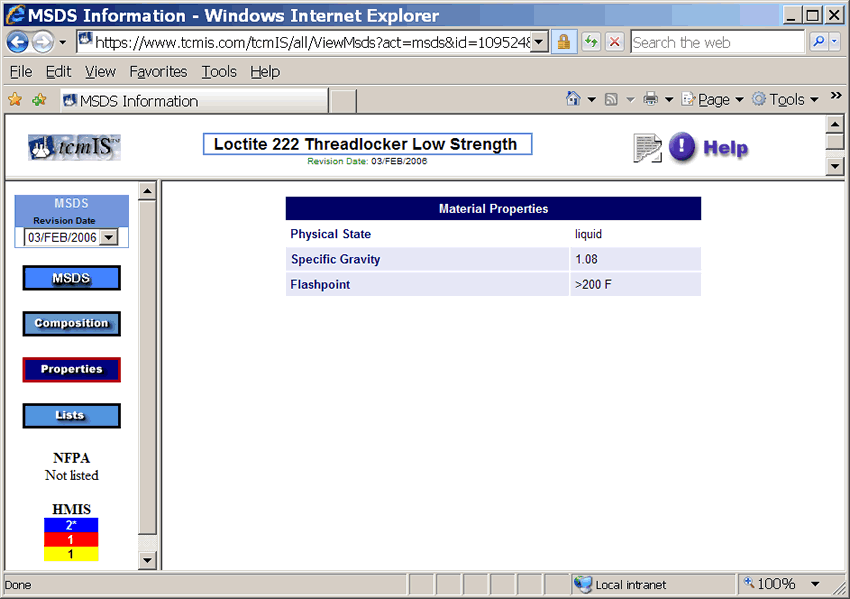 MSDS Information - Windows Internet Explorer
https://www.tcmis.com/tcmIS/all/ViewMsds?act=msds&id=1095248
Search the web
File Edit View Favorites Tools Help
MSDS Information
Page Tools
tcmIS™
Loctite 222 Threadlocker Low Strength
Revision Date: 03/FEB/2006
Help
MSDS
Revision Date
03/FEB/2006
MSDS
Composition
Properties
Lists
NFPA
Not listed
HMIS
2*
1
1
Material Properties
Physical State liquid
Specific Gravity 1.08
Flashpoint >200 F
Done
Local intranet
100%